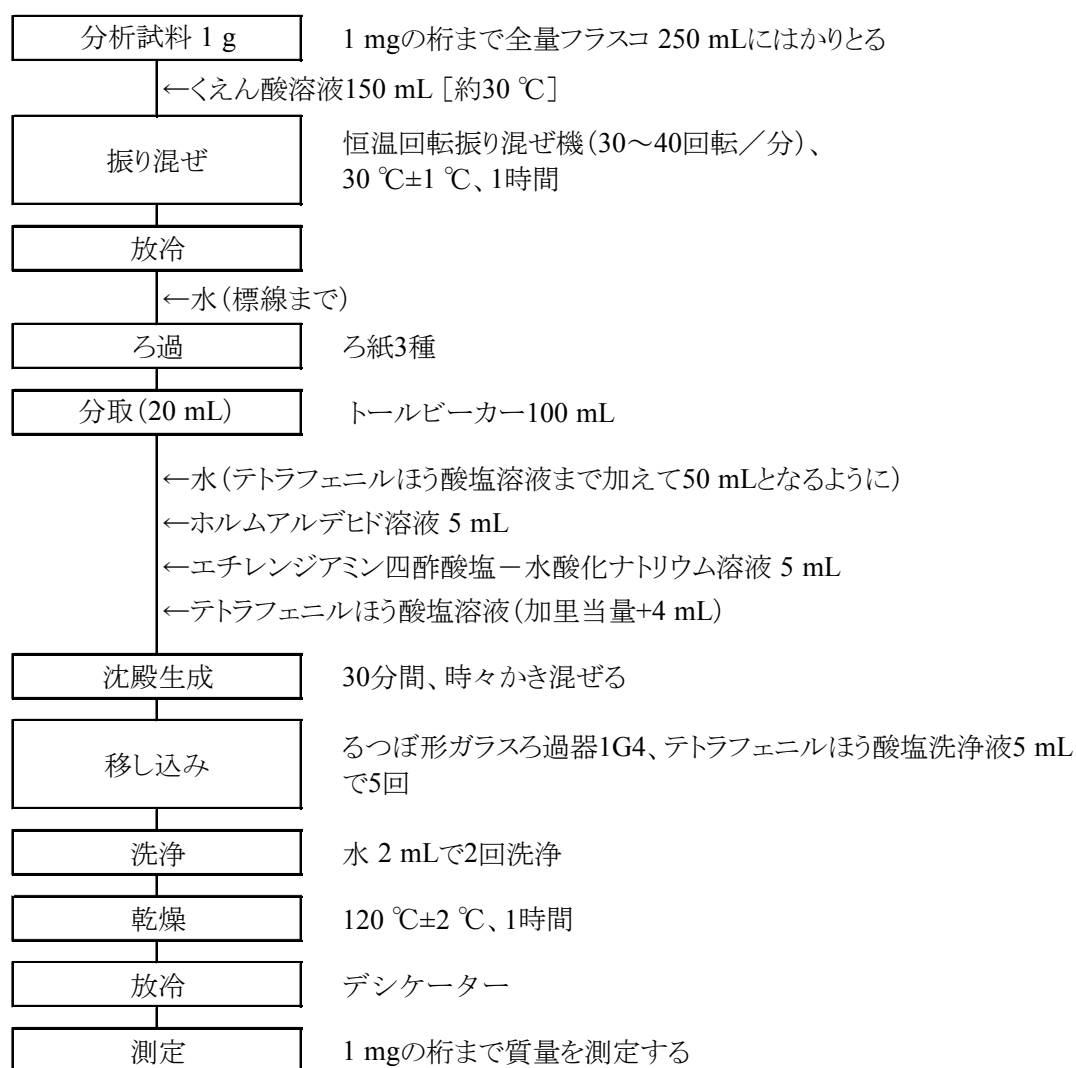 分析試料 1 g
1 mgの桁まで全量フラスコ 250 mLにはかりとる
←くえん酸溶液150 mL [約30 ℃]
振り混ぜ
恒温回転振り混ぜ機(30~40回転/分)、
30 ℃±1 ℃、1時間
放冷
←水(標線まで)
ろ過
ろ紙3種
分取(20 mL)
トールビーカー100 mL
←水(テトラフェニルほう酸塩溶液まで加えて50 mLとなるように)
←ホルムアルデヒド溶液 5 mL
←エチレンジアミン四酢酸塩-水酸化ナトリウム溶液 5 mL
←テトラフェニルほう酸塩溶液(加里当量+4 mL)
沈殿生成
30分間、時々かき混ぜる
移し込み
るつぼ形ガラスろ過器1G4、テトラフェニルほう酸塩洗浄液5 mL
で5回
洗浄
水 2 mLで2回洗浄
乾燥
120 ℃±2 ℃、1時間
放冷
デシケーター
測定
1 mgの桁まで質量を測定する